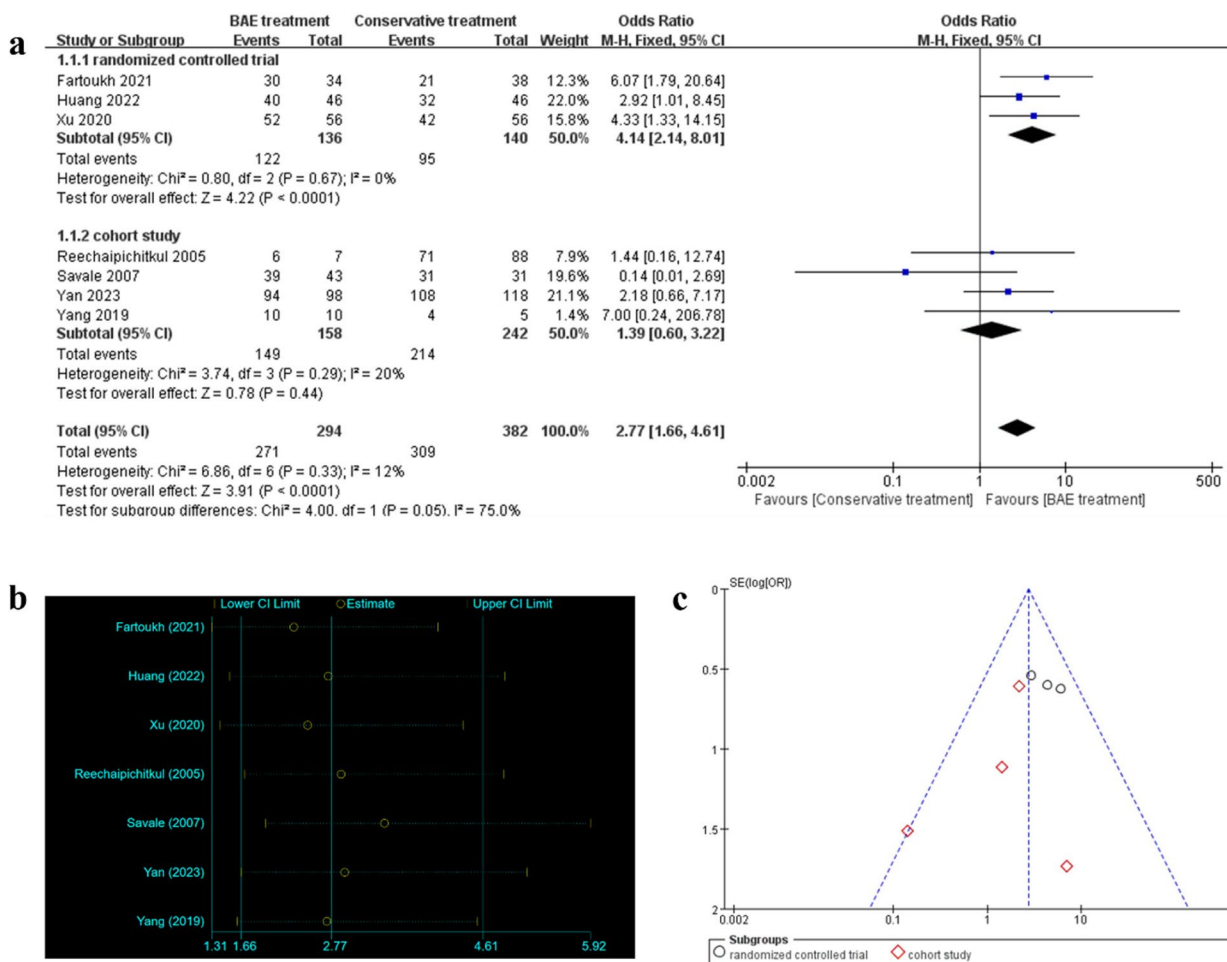 a
BAE treatment Conservative treatment Odds Ratio Odds Ratio
Study or Subgroup Events Total Events Total Weight M-H, Fixed, 95% CI M-H, Fixed, 95% CI
1.1.1 randomized controlled trial
Fartoukh 2021 30 34 21 38 12.3% 6.07 [1.79, 20.64]
Huang 2022 40 46 32 46 22.0% 2.92 [1.01, 8.45]
Xu 2020 52 56 42 56 15.8% 4.33 [1.33, 14.15]
Subtotal (95% CI) 136 140 50.0% 4.14 [2.14, 8.01]
Total events 122 95
Heterogeneity: Chi² = 0.80, df = 2 (P = 0.67); I² = 0%
Test for overall effect: Z = 4.22 (P < 0.0001)
1.1.2 cohort study
Reechaipichitkul 2005 6 7 71 88 7.9% 1.44 [0.16, 12.74]
Savale 2007 39 43 31 31 19.6% 0.14 [0.01, 2.69]
Yan 2023 94 98 108 118 21.1% 2.18 [0.66, 7.17]
Yang 2019 10 10 4 5 1.4% 7.00 [0.24, 206.78]
Subtotal (95% CI) 158 242 50.0% 1.39 [0.60, 3.22]
Total events 149 214
Heterogeneity: Chi² = 3.74, df = 3 (P = 0.29); I² = 20%
Test for overall effect: Z = 0.78 (P = 0.44)
Total (95% CI) 294 382 100.0% 2.77 [1.66, 4.61]
Total events 271 309
Heterogeneity: Chi² = 6.86, df = 6 (P = 0.33); I² = 12%
Test for overall effect: Z = 3.91 (P < 0.0001)
Test for subgroup differences: Chi² = 4.00, df = 1 (P = 0.05), I² = 75.0%
0.002 0.1 1 10 500
Favours [Conservative treatment] Favours [BAE treatment]
b
Lower CI Limit Estimate Upper CI Limit
Fartoukh (2021)
Huang (2022)
Xu (2020)
Reechaipichitkul (2005)
Savale (2007)
Yan (2023)
Yang (2019)
1.31 1.66 2.77 4.61 5.92
c
SE(log[OR])
0
0.5
1
1.5
2
0.002 0.1 1 10
Subgroups
randomized controlled trial cohort study